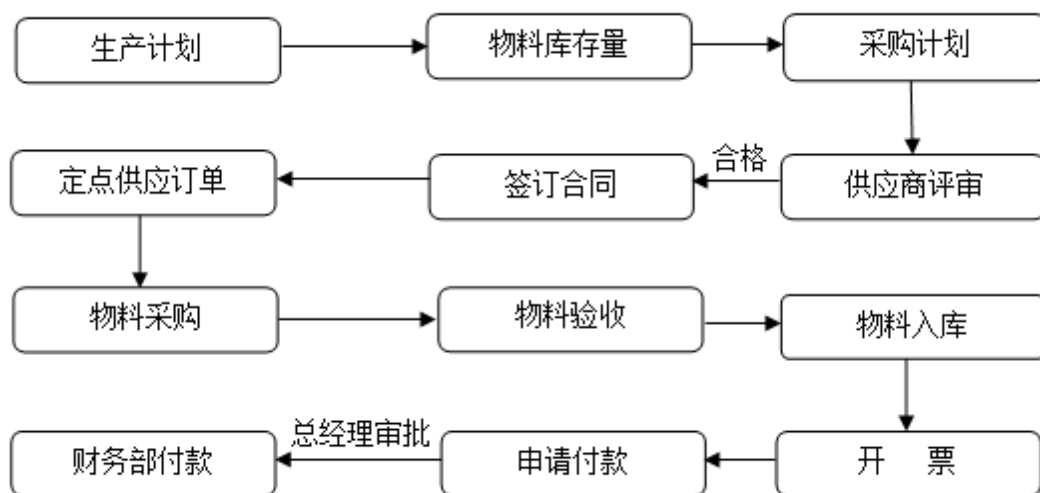 生产计划
物料库存量
采购计划
定点供应订单
签订合同
合格
供应商评审
物料采购
物料验收
物料入库
财务部付款
总经理审批
申请付款
开 票